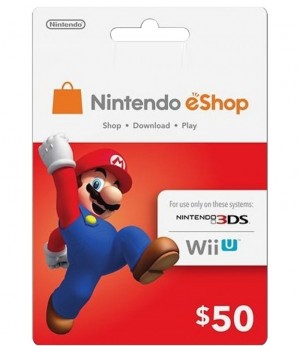 Nintendo
Nintendo eShop
Shop • Download • Play
For use only on these systems:
NINTENDO 3DS
Wii U
$50